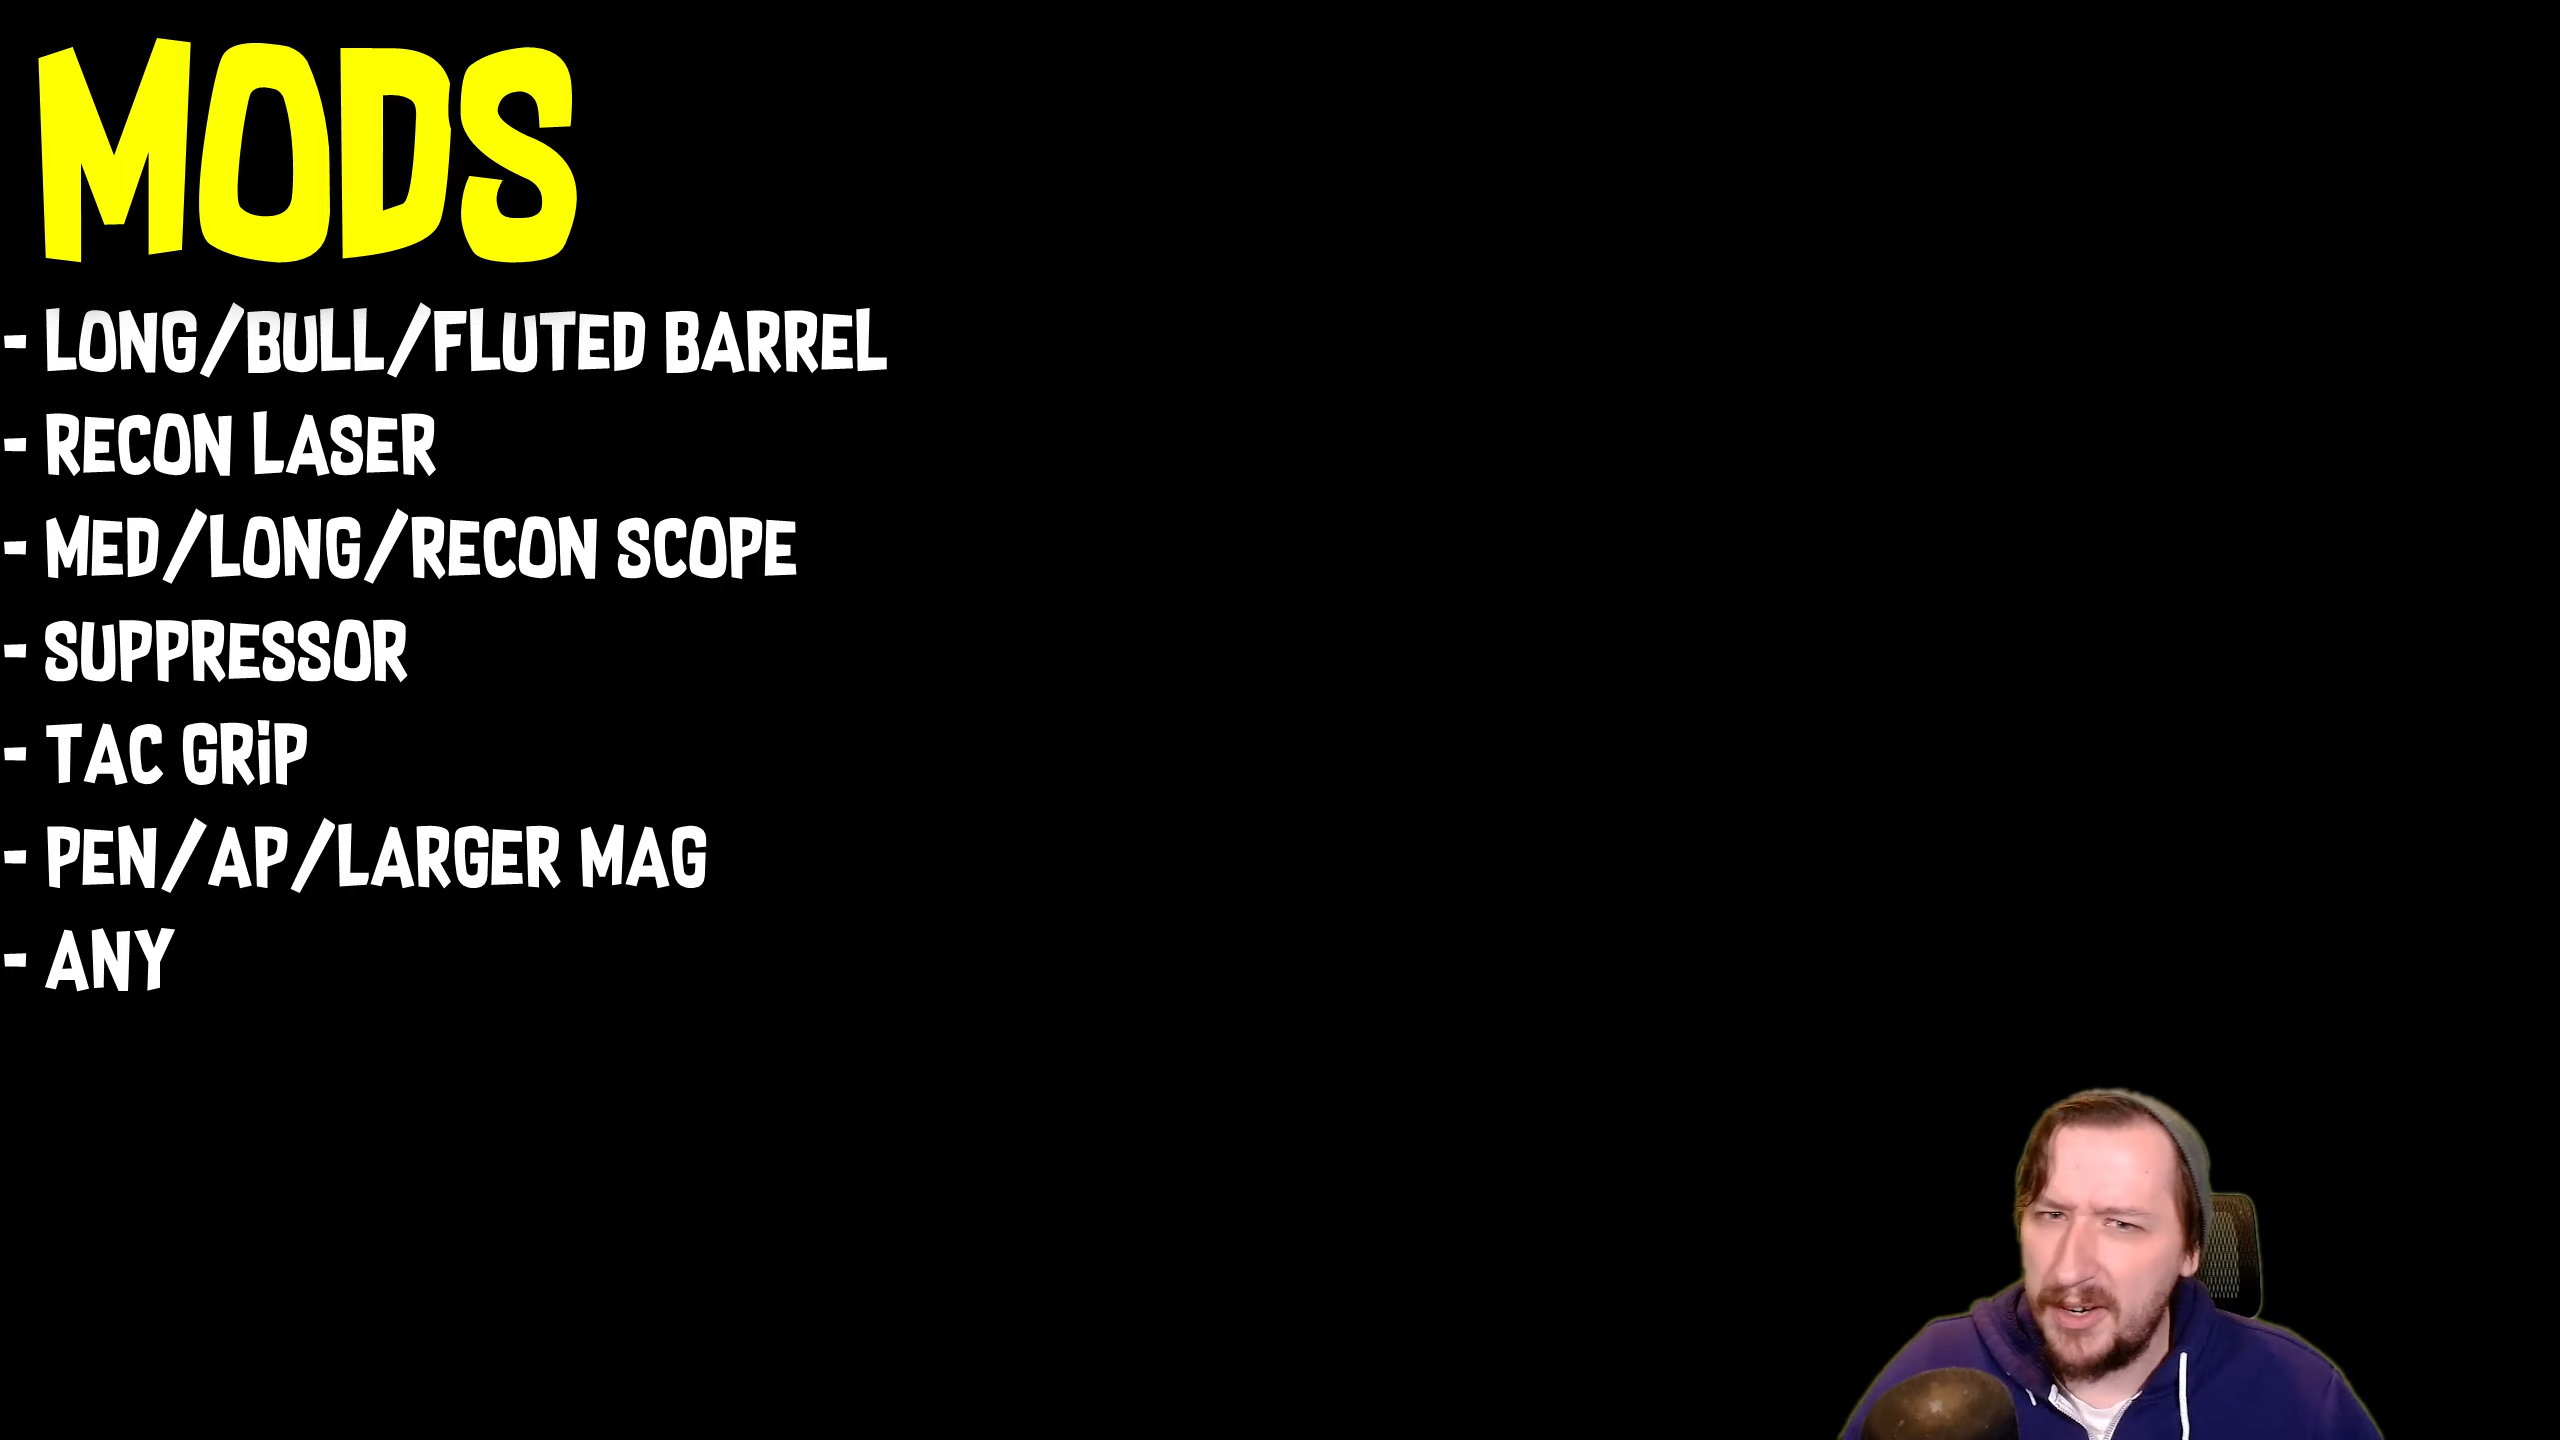 MODS
- LONG/BULL/FLUTED BARREL
- RECON LASER
- MED/LONG/RECON SCOPE
- SUPPRESSOR
- TAC GRiP
- PEN/AP/LARGER MAG
- ANY